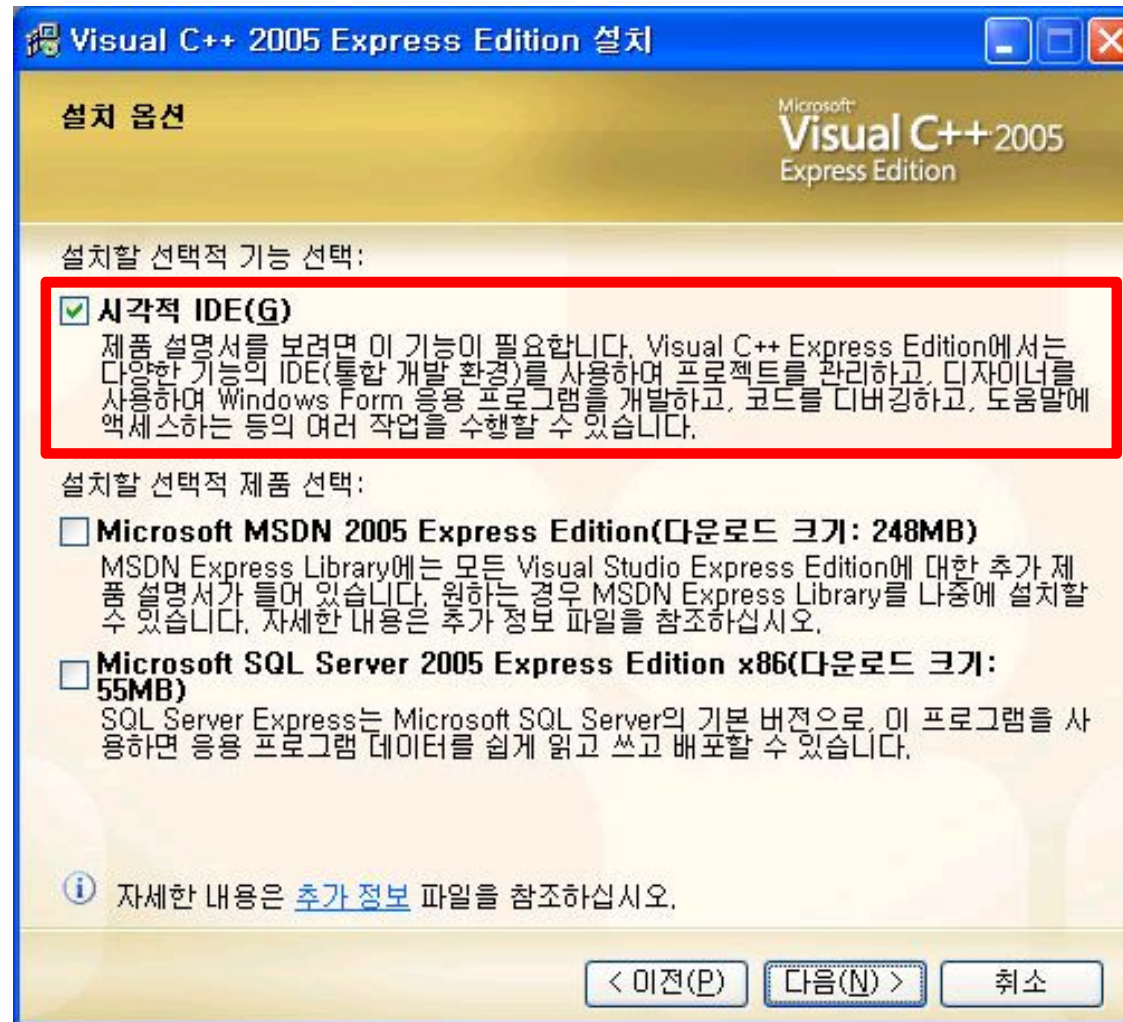 Visual C++ 2005 Express Edition 설치
설치 옵션
Microsoft
Visual C++ 2005
Express Edition
설치할 선택적 기능 선택:
시각적 IDE(G)
제품 설명서를 보려면 이 기능이 필요합니다. Visual C++ Express Edition에서는
다양한 기능의 IDE(통합 개발 환경)를 사용하여 프로젝트를 관리하고, 디자이너를
사용하여 Windows Form 응용 프로그램을 개발하고, 코드를 디버깅하고, 도움말에
액세스하는 등의 여러 작업을 수행할 수 있습니다.
설치할 선택적 제품 선택:
Microsoft MSDN 2005 Express Edition(다운로드 크기: 248MB)
MSDN Express Library에는 모든 Visual Studio Express Edition에 대한 추가 제
품 설명서가 들어 있습니다. 원하는 경우 MSDN Express Library를 나중에 설치할
수 있습니다. 자세한 내용은 추가 정보 파일을 참조하십시오.
Microsoft SQL Server 2005 Express Edition x86(다운로드 크기:
55MB)
SQL Server Express는 Microsoft SQL Server의 기본 버전으로, 이 프로그램을 사
용하면 응용 프로그램 데이터를 쉽게 읽고 쓰고 배포할 수 있습니다.
자세한 내용은 추가 정보 파일을 참조하십시오.
< 이전(P) 다음(N) > 취소